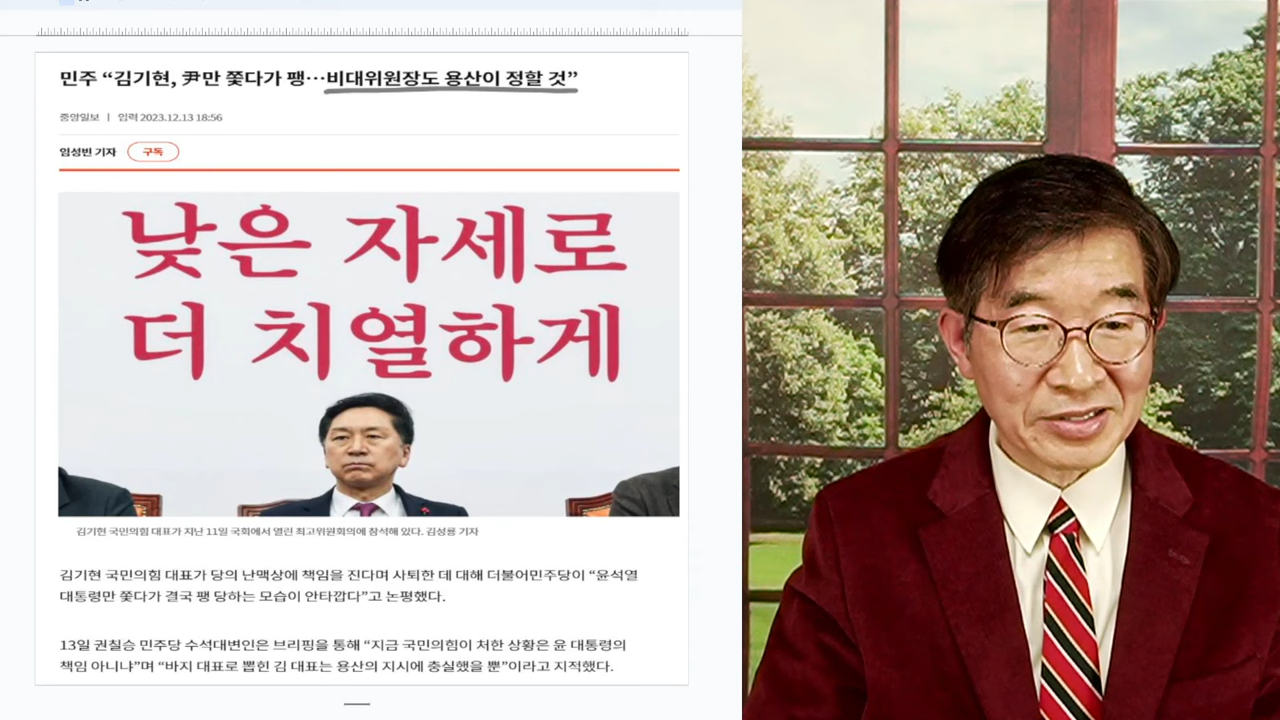 민주 “김기현, 尹만 쫓다가 팽…비대위원장도 용산이 정할 것”
중앙일보 | 입력 2023.12.13 18:56
임성빈 기자 구독
낮은 자세로
더 치열하게
김기현 국민의힘 대표가 지난 11일 국회에서 열린 최고위원회의에 참석해 있다. 김성룡 기자
김기현 국민의힘 대표가 당의 난맥상에 책임을 진다며 사퇴한 데 대해 더불어민주당이 “윤석열
대통령만 쫓다가 결국 팽 당하는 모습이 안타깝다”고 논평했다.
13일 권칠승 민주당 수석대변인은 브리핑을 통해 “지금 국민의힘이 처한 상황은 윤 대통령의
책임 아니냐”며 “바지 대표로 뽑힌 김 대표는 용산의 지시에 충실했을 뿐”이라고 지적했다.